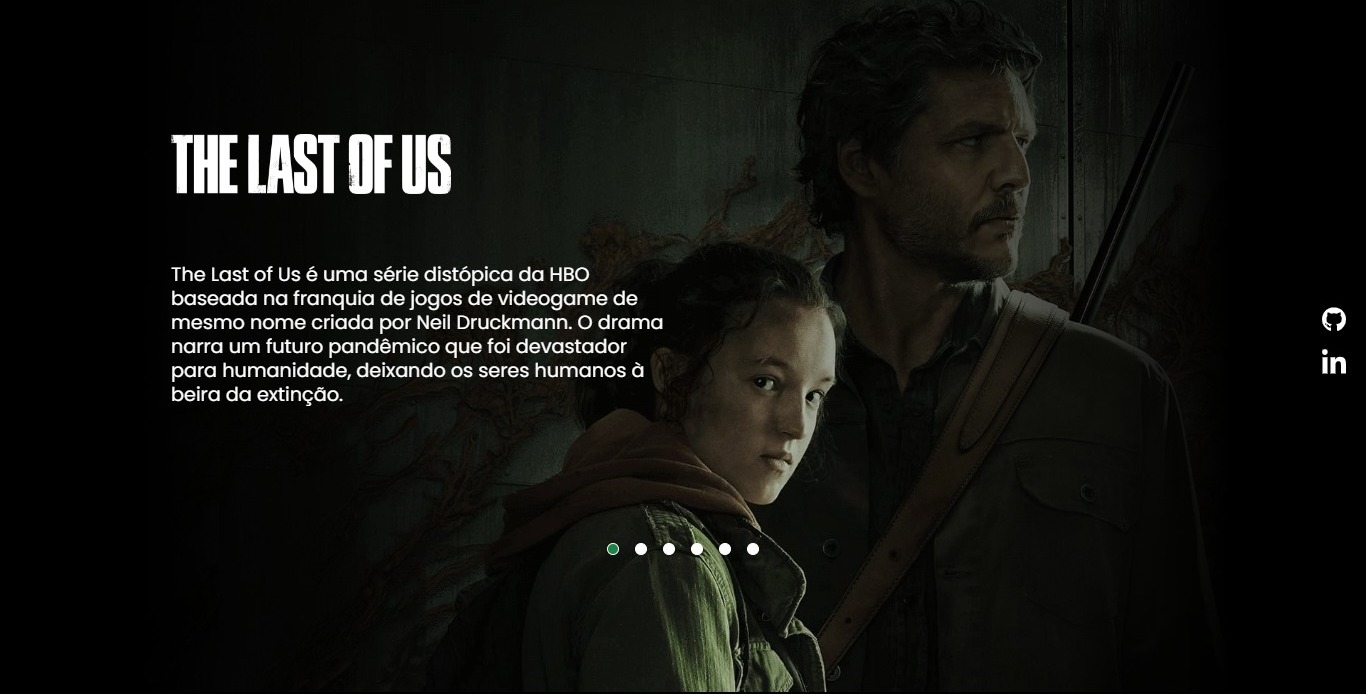 THE LAST OF US
The Last of Us é uma série distópica da HBO
baseada na franquia de jogos de videogame de
mesmo nome criada por Neil Druckmann. O drama
narra um futuro pandêmico que foi devastador
para humanidade, deixando os seres humanos à
beira da extinção.
in